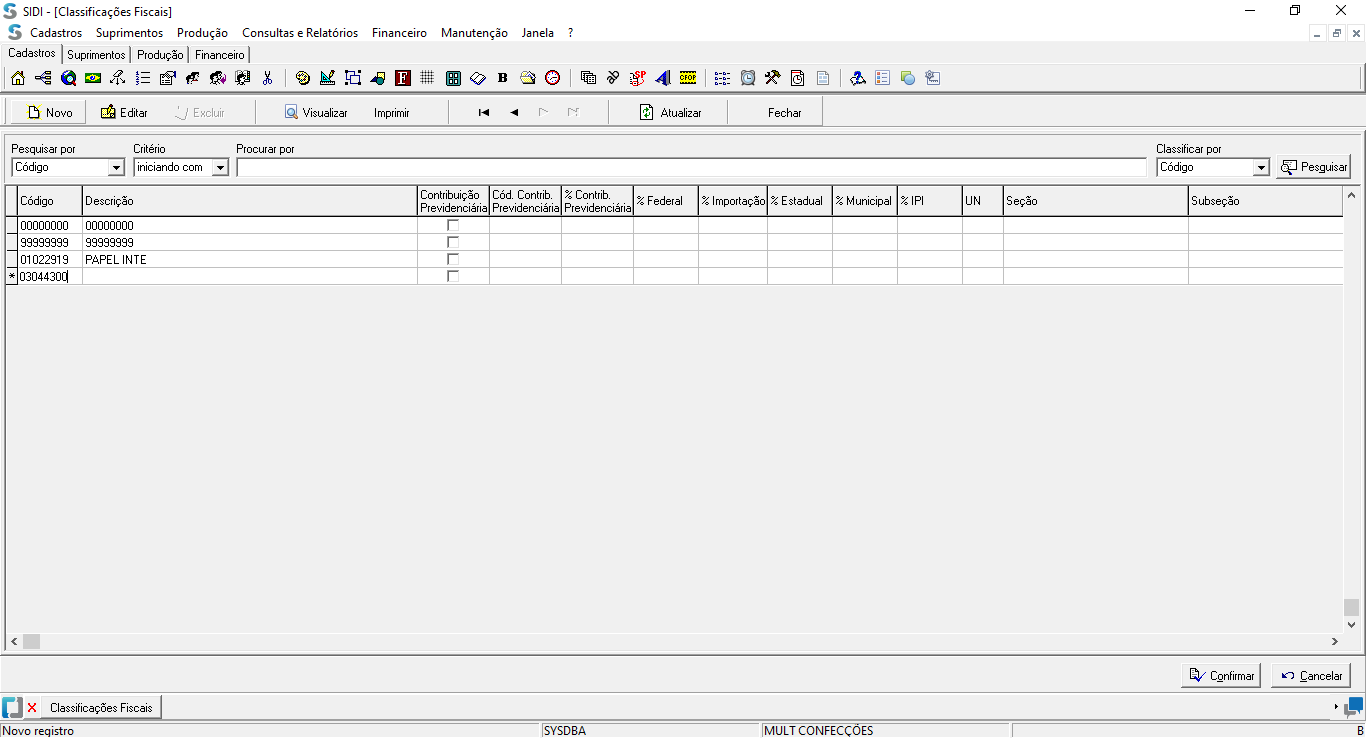 SIDI - [Classificações Fiscais]
Cadastros Suprimentos Produção Consultas e Relatórios Financeiro Manutenção Janela ?
Cadastros Suprimentos Produção Financeiro
F B SP CFOP
Novo Editar Excluir Visualizar Imprimir Atualizar Fechar
Pesquisar por Critério Procurar por Classificar por
Código iniciando com Código Pesquisar
Código Descrição Contribuição Previdenciária Cód. Contrib. Previdenciária % Contrib. Previdenciária % Federal % Importação % Estadual % Municipal % IPI UN Seção Subseção
00000000 00000000
99999999 99999999
01022919 PAPEL INTE
* 03044300
Confirmar Cancelar
Classificações Fiscais
Novo registro SYSDBA MULT CONFECÇÕES B